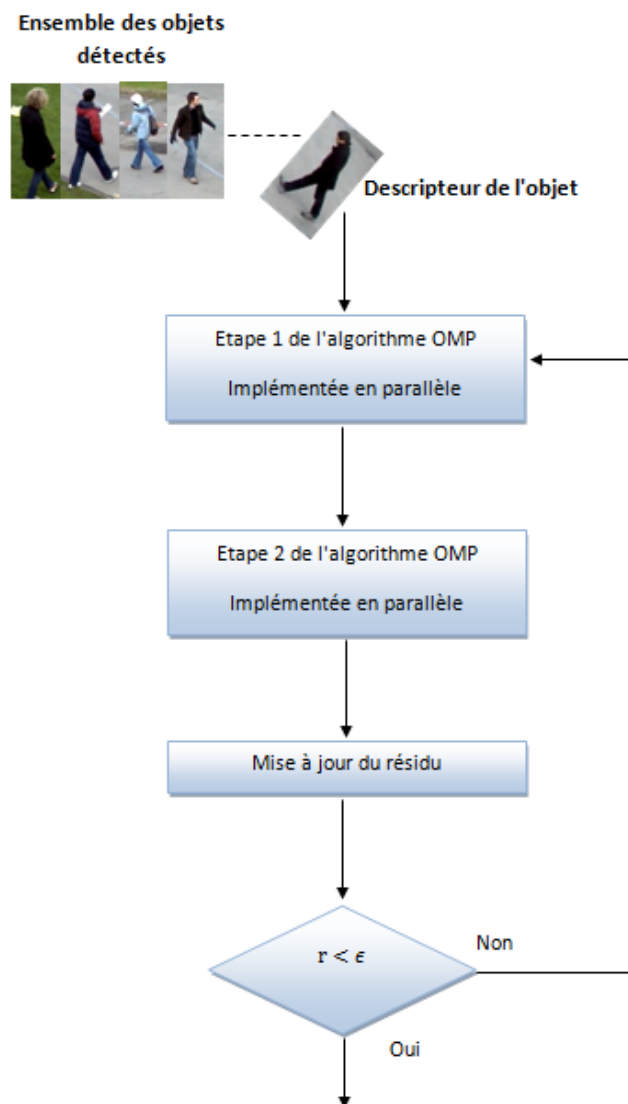 Ensemble des objets
détectés
Descripteur de l'objet
Etape 1 de l'algorithme OMP
Implémentée en parallèle
Etape 2 de l'algorithme OMP
Implémentée en parallèle
Mise à jour du résidu
r < ϵ
Non
Oui